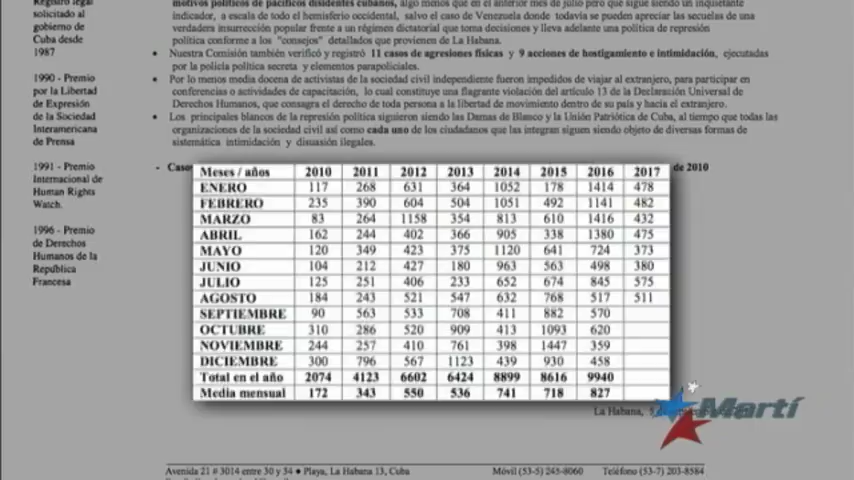 Registro legal
solicitado al
gobierno de
Cuba desde
1987
1990 - Premio
por la Libertad
de Expresión
de la Sociedad
Interamericana
de Prensa
1991 - Premio
Internacional de
Human Rights
Watch.
1996 - Premio
de Derechos
Humanos de la
República
Francesa
motivos políticos de pacíficos disidentes cubanos, algo menos que en el anterior mes de julio pero que sigue siendo un inquietante
indicador, a escala de todo el hemisferio occidental, salvo el caso de Venezuela donde todavía se pueden apreciar las secuelas de una
verdadera insurrección popular frente a un régimen dictatorial que toma decisiones y lleva adelante una política de represión
política conforme a los "consejos" detallados que provienen de La Habana.
• Nuestra Comisión también verificó y registró 11 casos de agresiones físicas y 9 acciones de hostigamiento e intimidación, ejecutadas
por la policía política secreta y elementos parapoliciales.
• Por lo menos media docena de activistas de la sociedad civil independiente fueron impedidos de viajar al extranjero, para participar en
conferencias o actividades de capacitación, lo cual constituye una flagrante violación del artículo 13 de la Declaración Universal de
Derechos Humanos, que consagra el derecho de toda persona a la libertad de movimiento dentro de su país y hacia el extranjero.
• Los principales blancos de la represión política siguieron siendo las Damas de Blanco y la Unión Patriótica de Cuba, al tiempo que todas las
organizaciones de la sociedad civil así como cada uno de los ciudadanos que las integran siguen siendo objeto de diversas formas de
sistemática intimidación y disuasión ilegales.
- Caso de 2010
Meses / años 2010 2011 2012 2013 2014 2015 2016 2017
ENERO 117 268 631 364 1052 178 1414 478
FEBRERO 235 390 604 504 1051 492 1141 482
MARZO 83 264 1158 354 813 610 1416 432
ABRIL 162 244 402 366 905 338 1380 475
MAYO 120 349 423 375 1120 641 724 373
JUNIO 104 212 427 180 963 563 498 380
JULIO 125 251 406 233 652 674 845 575
AGOSTO 184 243 521 547 632 768 517 511
SEPTIEMBRE 90 563 533 708 411 882 570
OCTUBRE 310 286 520 909 413 1093 620
NOVIEMBRE 244 257 410 761 398 1447 359
DICIEMBRE 300 796 567 1123 439 930 458
Total en el año 2074 4123 6602 6424 8899 8616 9940
Media mensual 172 343 550 536 741 718 827
La Habana, 5
Martí
Avenida 21 # 3014 entre 30 y 34 ● Playa, La Habana 13, Cuba Móvil (53-5) 245-8060 Teléfono (53-7) 203-8584